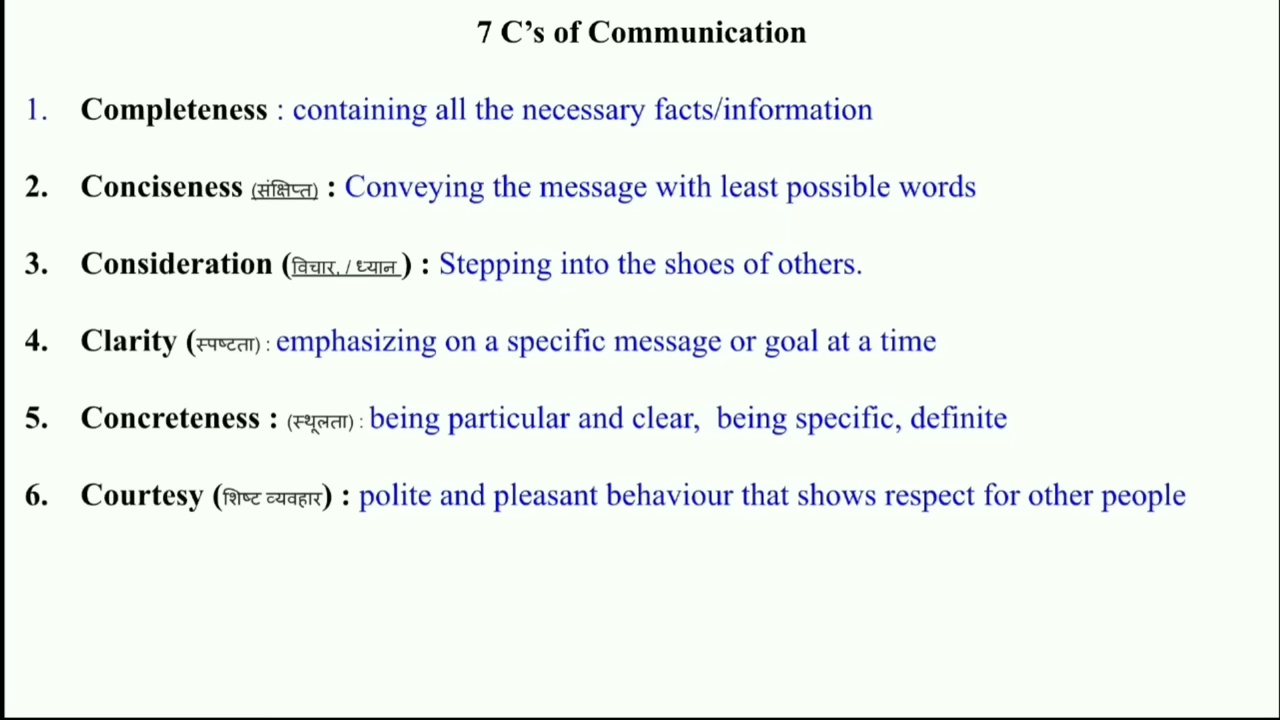 7 C’s of Communication
1. Completeness : containing all the necessary facts/information
2. Conciseness (संक्षिप्त) : Conveying the message with least possible words
3. Consideration (विचार, / ध्यान ) : Stepping into the shoes of others.
4. Clarity (स्पष्टता) : emphasizing on a specific message or goal at a time
5. Concreteness : (स्थूलता) : being particular and clear, being specific, definite
6. Courtesy (शिष्ट व्यवहार) : polite and pleasant behaviour that shows respect for other people